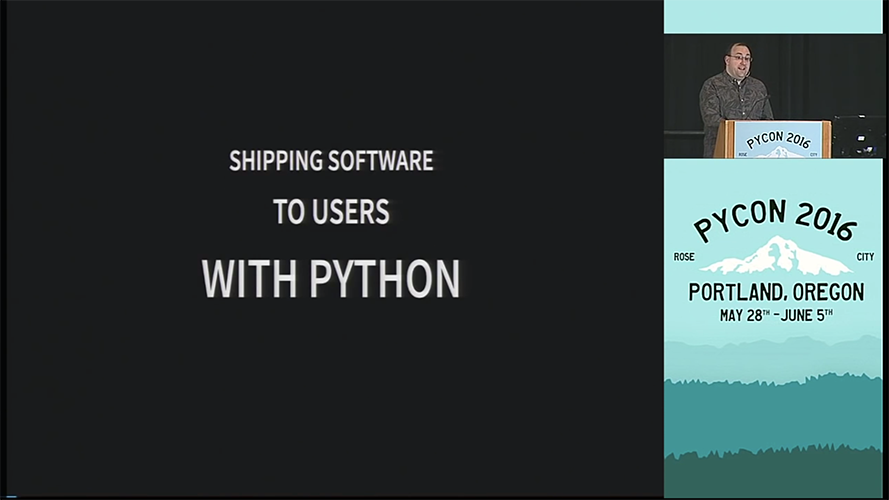 SHIPPING SOFTWARE
TO USERS
WITH PYTHON
PYCON 2016
ROSE CITY
PYCON 2016
ROSE CITY
PORTLAND, OREGON
MAY 28TH - JUNE 5TH